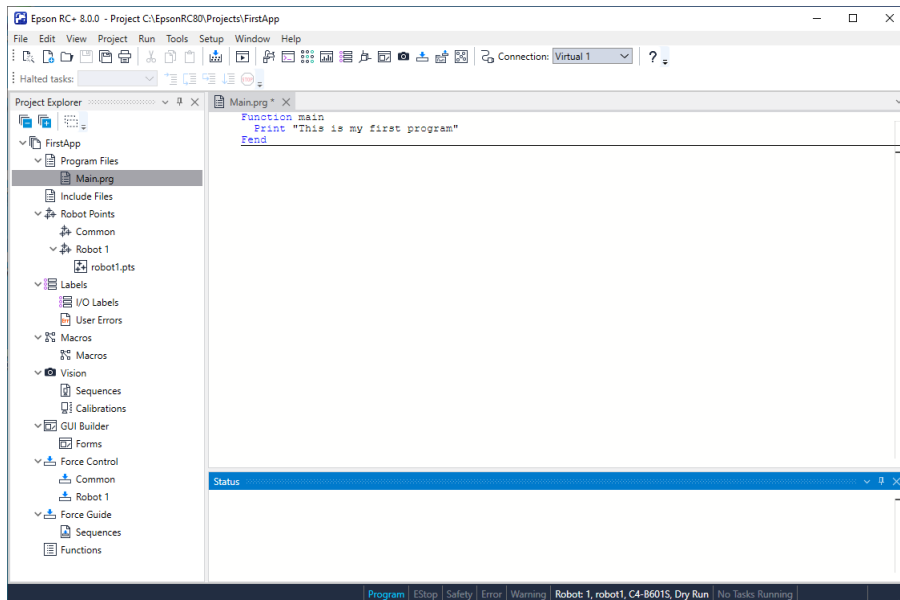 Epson RC+ 8.0.0 - Project C:\EpsonRC80\Projects\FirstApp
File Edit View Project Run Tools Setup Window Help
Connection: Virtual 1 ?
Halted tasks:
Project Explorer
Main.prg *
FirstApp
Program Files
Main.prg
Include Files
Robot Points
Common
Robot 1
robot1.pts
Labels
I/O Labels
User Errors
Macros
Macros
Vision
Sequences
Calibrations
GUI Builder
Forms
Force Control
Common
Robot 1
Force Guide
Sequences
Functions
Function main
Print "This is my first program"
Fend
Status
Program EStop Safety Error Warning Robot: 1, robot1, C4-B601S, Dry Run No Tasks Running